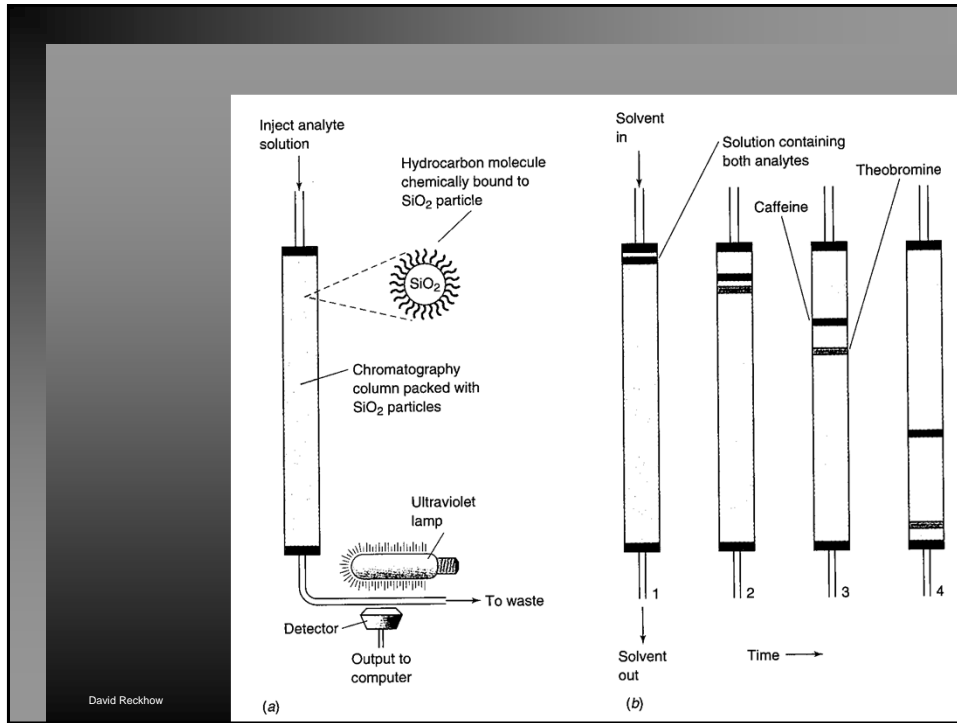 Inject analyte
solution
Hydrocarbon molecule
chemically bound to
SiO₂ particle
SiO₂
Chromatography
column packed with
SiO₂ particles
Ultraviolet
lamp
To waste
Detector
Output to
computer
(a)
Solvent
in
Solution containing
both analytes
Theobromine
Caffeine
1
2
3
4
Solvent
out
Time
(b)
David Reckhow